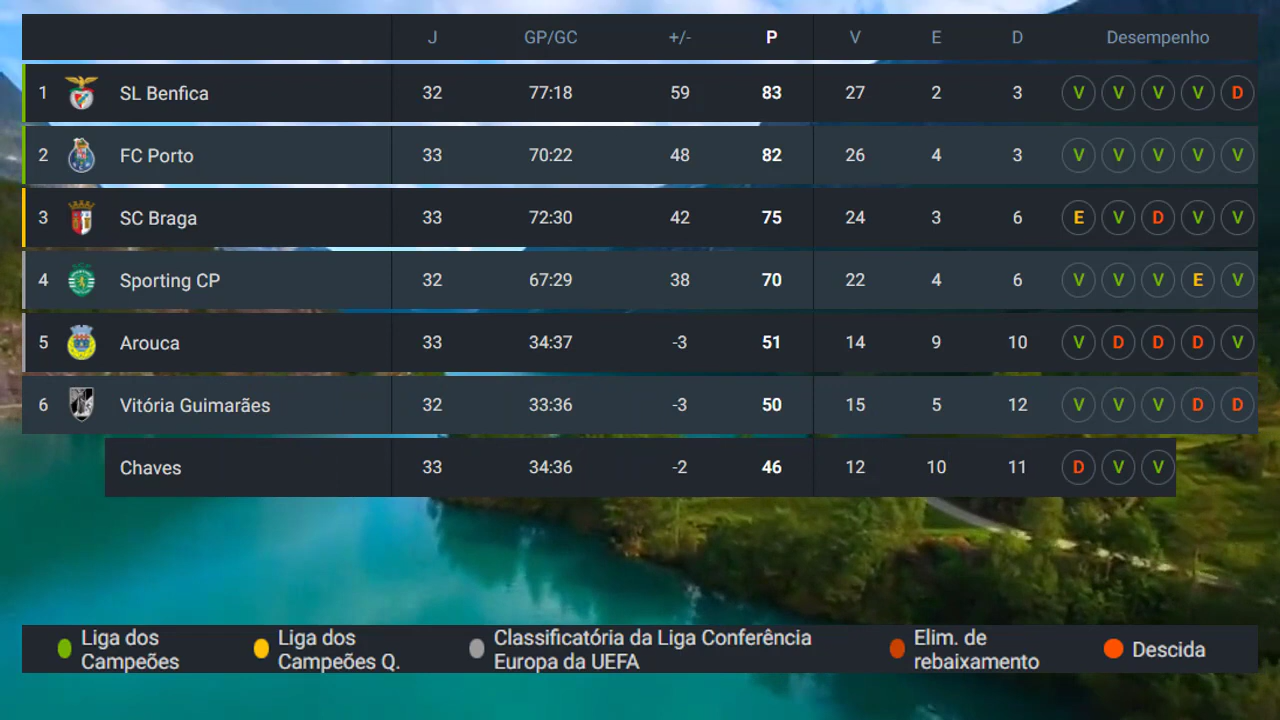 J GP/GC +/- P V E D Desempenho
1 SL Benfica 32 77:18 59 83 27 2 3 V V V V D
2 FC Porto 33 70:22 48 82 26 4 3 V V V V V
3 SC Braga 33 72:30 42 75 24 3 6 E V D V V
4 Sporting CP 32 67:29 38 70 22 4 6 V V V E V
5 Arouca 33 34:37 -3 51 14 9 10 V D D D V
6 Vitória Guimarães 32 33:36 -3 50 15 5 12 V V V D D
Chaves 33 34:36 -2 46 12 10 11 D V V
Liga dos Campeões
Liga dos Campeões Q.
Classificatória da Liga Conferência Europa da UEFA
Elim. de rebaixamento
Descida